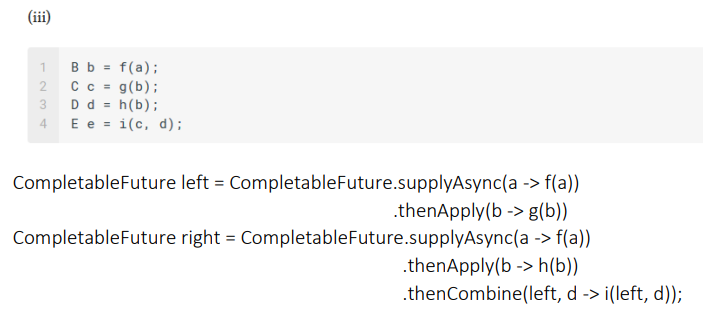 (iii)
1 B b = f(a);
2 C c = g(b);
3 D d = h(b);
4 E e = i(c, d);
CompletableFuture left = CompletableFuture.supplyAsync(a -> f(a))
.thenApply(b -> g(b))
CompletableFuture right = CompletableFuture.supplyAsync(a -> f(a))
.thenApply(b -> h(b))
.thenCombine(left, d -> i(left, d));